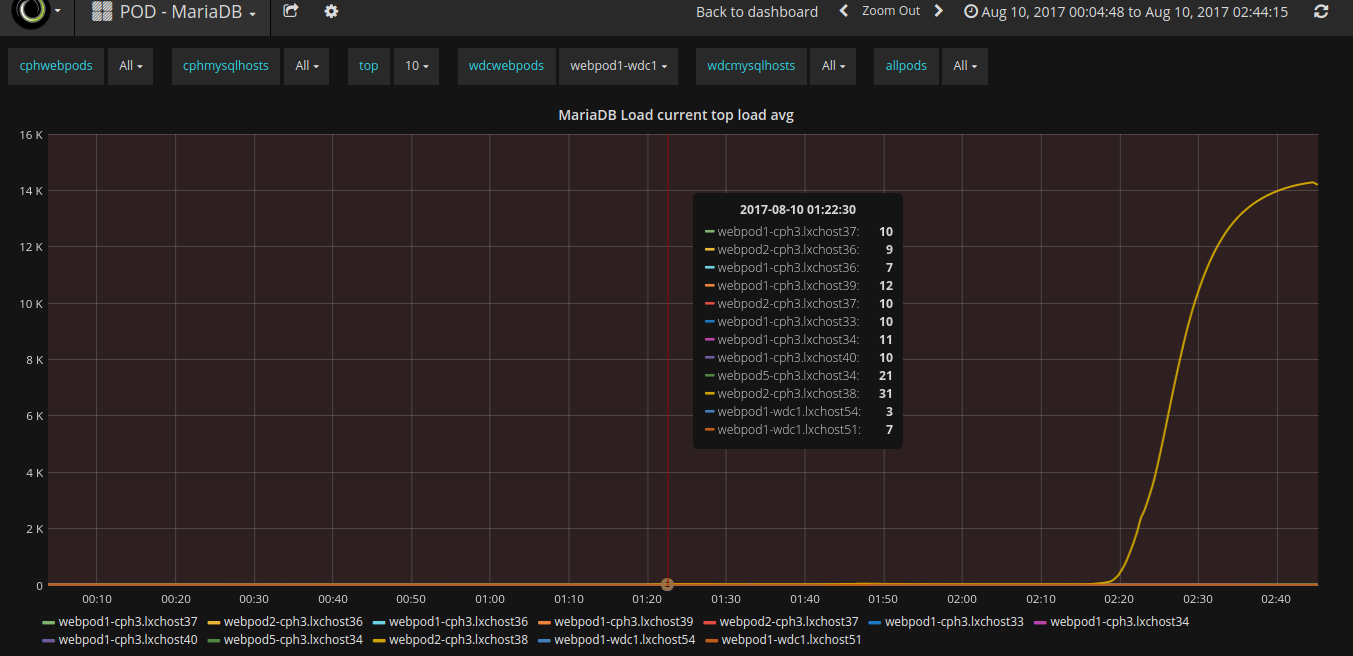 POD - MariaDB Back to dashboard Zoom Out Aug 10, 2017 00:04:48 to Aug 10, 2017 02:44:15
cphwebpods All cphmysqlhosts All top 10 wdcwebpods webpod1-wdc1 wdcmysqlhosts All allpods All
MariaDB Load current top load avg
16 K
14 K
12 K
10 K
8 K
6 K
4 K
2 K
0
2017-08-10 01:22:30
webpod1-cph3.lxchost37: 10
webpod2-cph3.lxchost36: 9
webpod1-cph3.lxchost36: 7
webpod1-cph3.lxchost39: 12
webpod2-cph3.lxchost37: 10
webpod1-cph3.lxchost33: 10
webpod1-cph3.lxchost34: 11
webpod1-cph3.lxchost40: 10
webpod5-cph3.lxchost34: 21
webpod2-cph3.lxchost38: 31
webpod1-wdc1.lxchost54: 3
webpod1-wdc1.lxchost51: 7
00:10 00:20 00:30 00:40 00:50 01:00 01:10 01:20 01:30 01:40 01:50 02:00 02:10 02:20 02:30 02:40
webpod1-cph3.lxchost37 webpod2-cph3.lxchost36 webpod1-cph3.lxchost36 webpod1-cph3.lxchost39 webpod2-cph3.lxchost37 webpod1-cph3.lxchost33 webpod1-cph3.lxchost34
webpod1-cph3.lxchost40 webpod5-cph3.lxchost34 webpod2-cph3.lxchost38 webpod1-wdc1.lxchost54 webpod1-wdc1.lxchost51